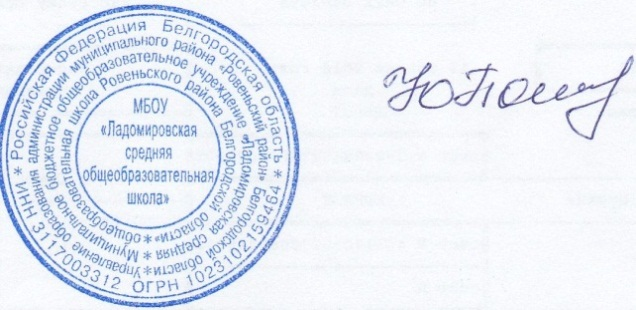 * Российская Федерация Белгородская область *
ИНН 3117003312 ОГРН 1023102159464
Управление образования администрации муниципального района «Ровеньский район» Белгородской области *
Муниципальное бюджетное общеобразовательное учреждение «Ладомировская средняя
общеобразовательная школа Ровеньского района Белгородской области» *
МБОУ
«Ладомировская
средняя
общеобразовательная
школа»